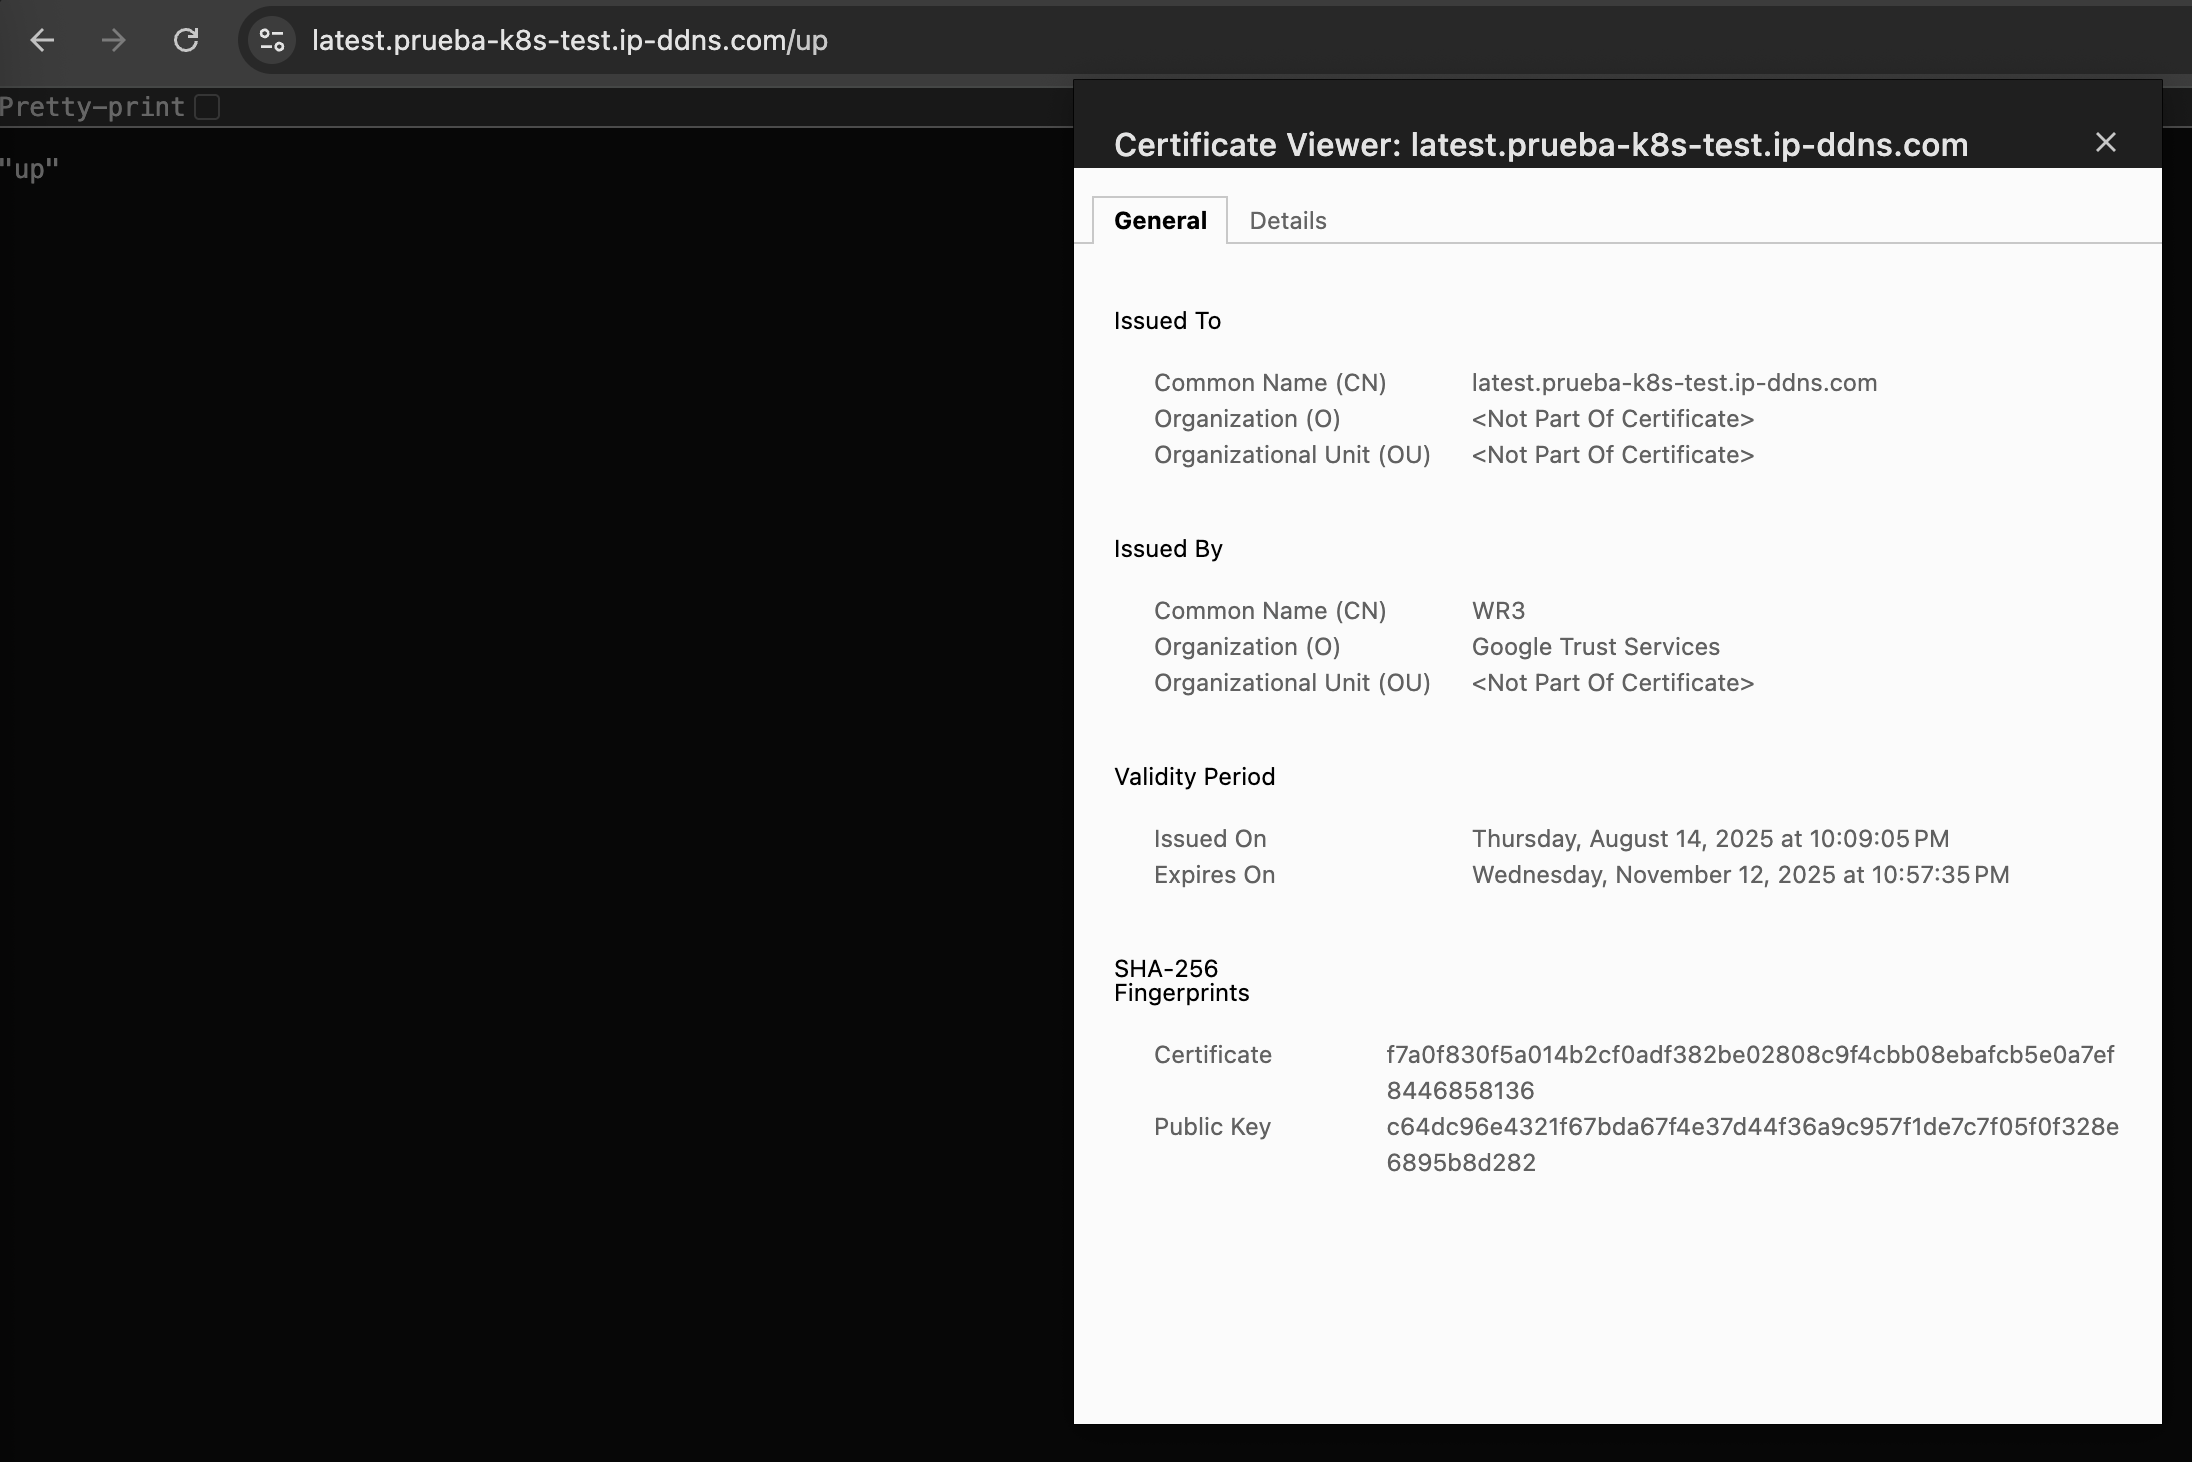 latest.prueba-k8s-test.ip-ddns.com/up
Pretty-print
"up"
Certificate Viewer: latest.prueba-k8s-test.ip-ddns.com
General Details
Issued To
Common Name (CN) latest.prueba-k8s-test.ip-ddns.com
Organization (O) <Not Part Of Certificate>
Organizational Unit (OU) <Not Part Of Certificate>
Issued By
Common Name (CN) WR3
Organization (O) Google Trust Services
Organizational Unit (OU) <Not Part Of Certificate>
Validity Period
Issued On Thursday, August 14, 2025 at 10:09:05 PM
Expires On Wednesday, November 12, 2025 at 10:57:35 PM
SHA-256
Fingerprints
Certificate f7a0f830f5a014b2cf0adf382be02808c9f4cbb08ebafcb5e0a7ef
8446858136
Public Key c64dc96e4321f67bda67f4e37d44f36a9c957f1de7c7f05f0f328e
6895b8d282